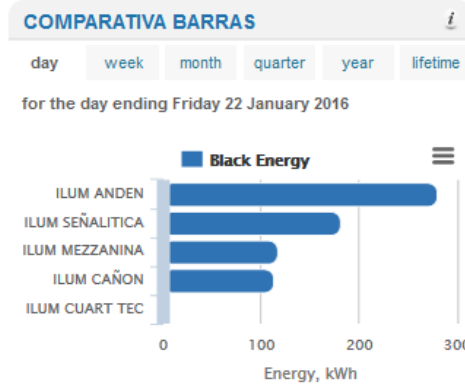 COMPARATIVA BARRAS i
day week month quarter year lifetime
for the day ending Friday 22 January 2016
Black Energy
ILUM ANDEN
ILUM SEÑALITICA
ILUM MEZZANINA
ILUM CAÑON
ILUM CUART TEC
0 100 200 300
Energy, kWh